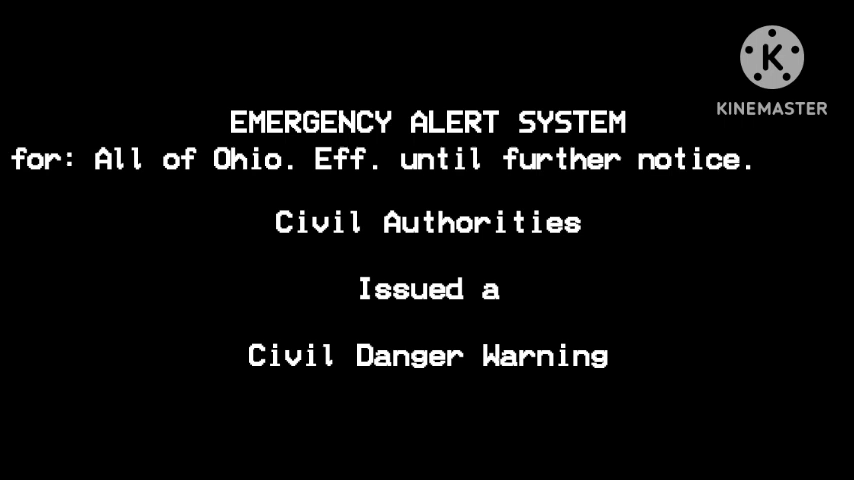 KINEMASTER
EMERGENCY ALERT SYSTEM
for: All of Ohio. Eff. until further notice.
Civil Authorities
Issued a
Civil Danger Warning